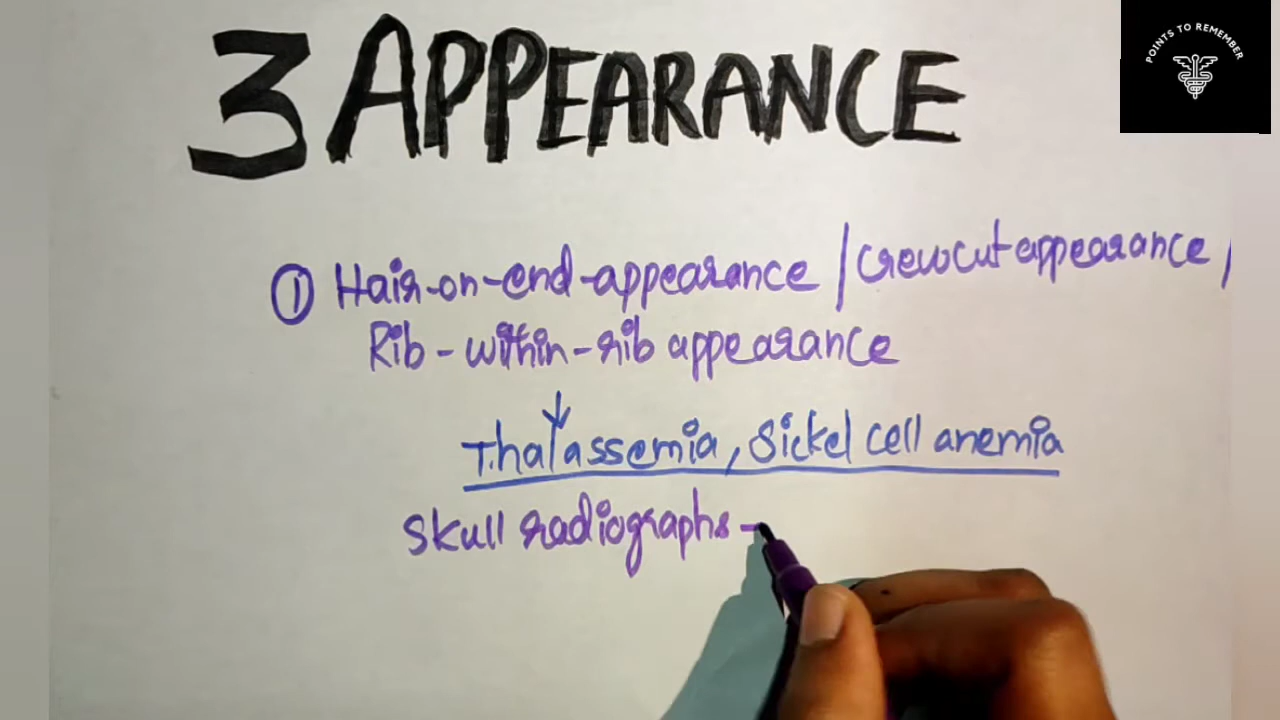 3 APPEARANCE
POINTS TO REMEMBER
① Hair-on-end-appearance / Crewcut appearance /
Rib-within-rib appearance
↓
Thalassemia, Sickel cell anemia
Skull radiographs -